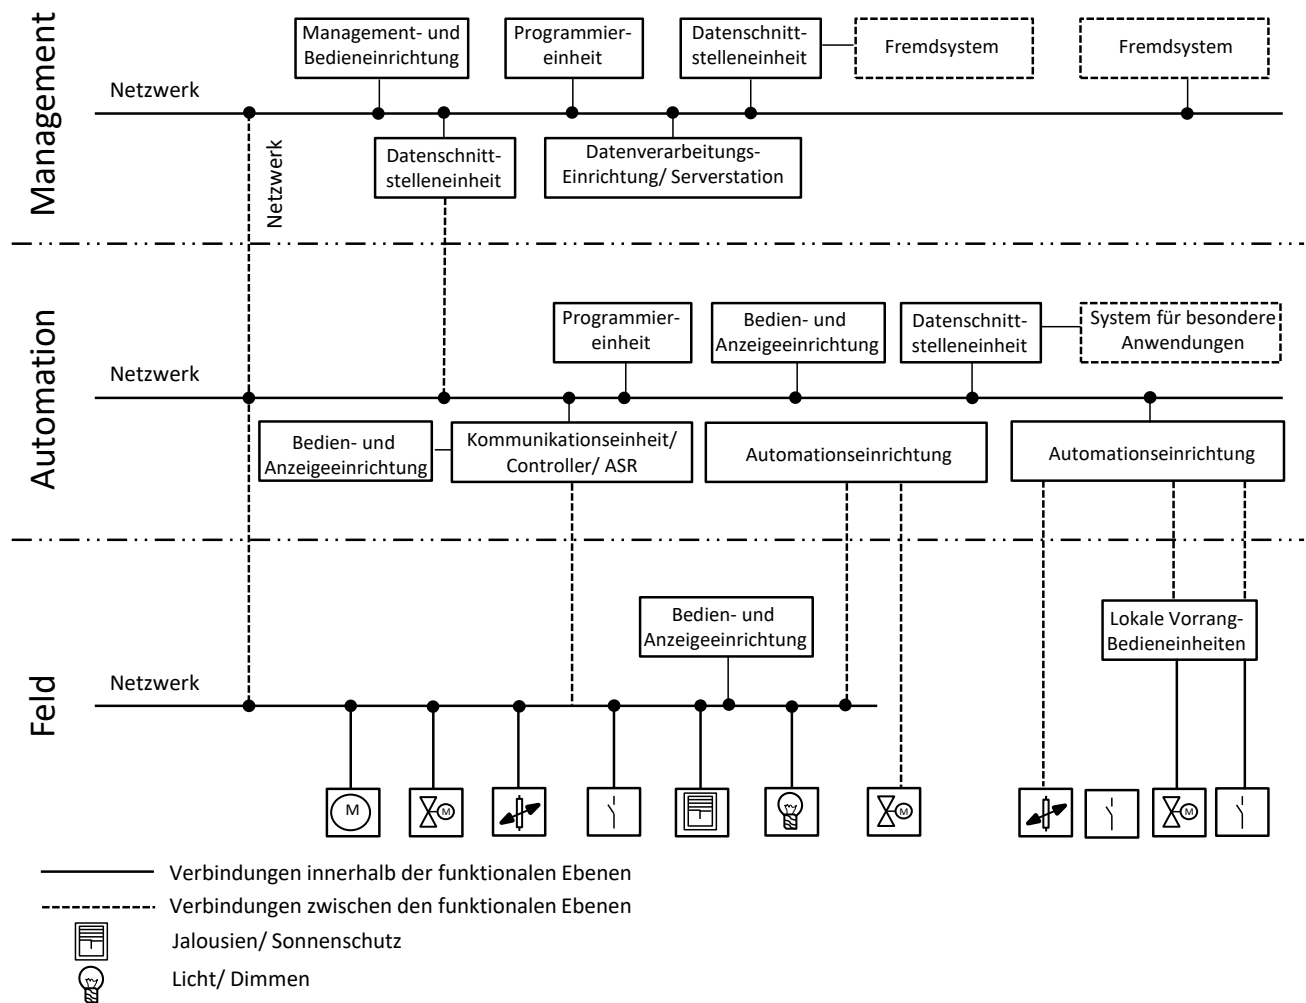 Management
Management- und
Bedieneinrichtung
Programmier-
einheit
Datenschnitt-
stelleneinheit
Fremdsystem
Fremdsystem
Netzwerk
Netzwerk
Datenschnitt-
stelleneinheit
Datenverarbeitungs-
Einrichtung/ Serverstation
Automation
Programmier-
einheit
Bedien- und
Anzeigeeinrichtung
Datenschnitt-
stelleneinheit
System für besondere
Anwendungen
Netzwerk
Bedien- und
Anzeigeeinrichtung
Kommunikationseinheit/
Controller/ ASR
Automationseinrichtung
Automationseinrichtung
Feld
Bedien- und
Anzeigeeinrichtung
Lokale Vorrang-
Bedieneinheiten
Netzwerk
M
M
M
M
Verbindungen innerhalb der funktionalen Ebenen
Verbindungen zwischen den funktionalen Ebenen
Jalousien/ Sonnenschutz
Licht/ Dimmen